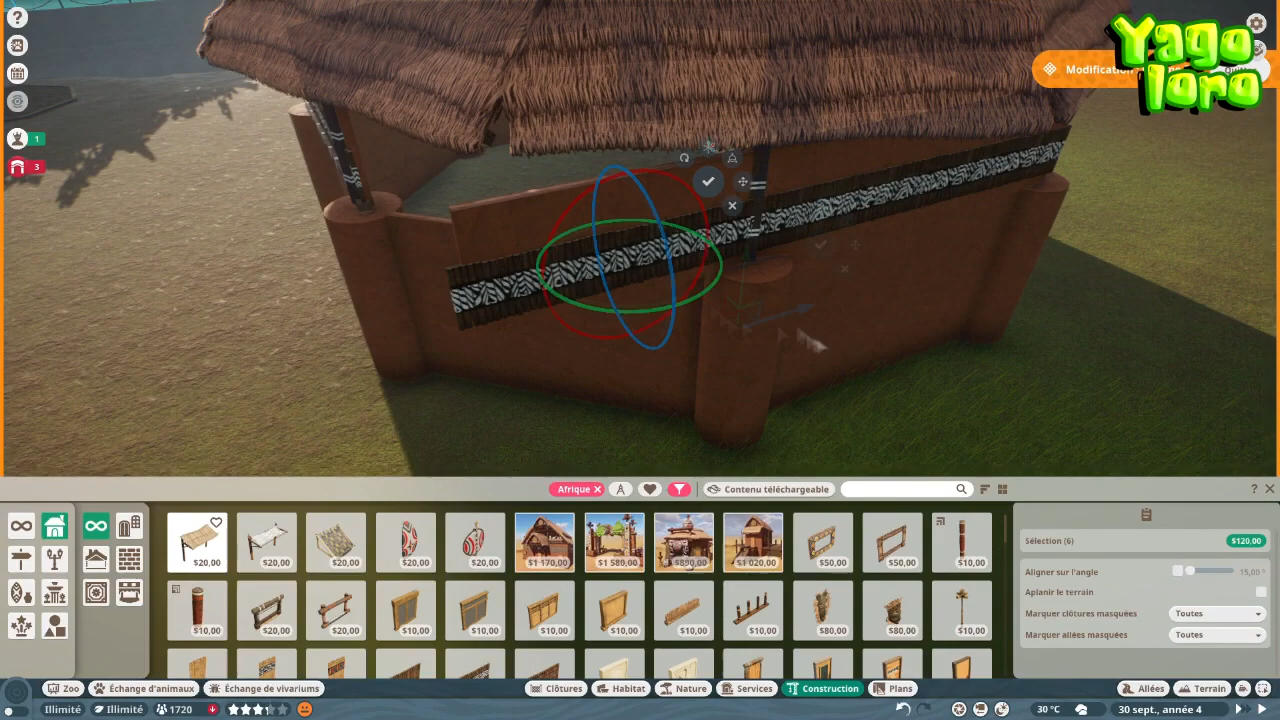 Yago
loro
Modification
1
3
Afrique
Contenu téléchargeable
$20,00
$20,00
$20,00
$20,00
$20,00
$1 170,00
$1 580,00
$890,00
$1 020,00
$50,00
$50,00
$10,00
$10,00
$20,00
$20,00
$10,00
$10,00
$10,00
$10,00
$10,00
$10,00
$80,00
$80,00
$10,00
Sélection (6)
$120,00
Aligner sur l'angle
15,00 °
Aplanir le terrain
Marquer clôtures masquées
Toutes
Marquer allées masquées
Toutes
Zoo
Échange d'animaux
Échange de vivariums
Clôtures
Habitat
Nature
Services
Construction
Plans
Allées
Terrain
Illimité
Illimité
1720
30 °C
30 sept., année 4